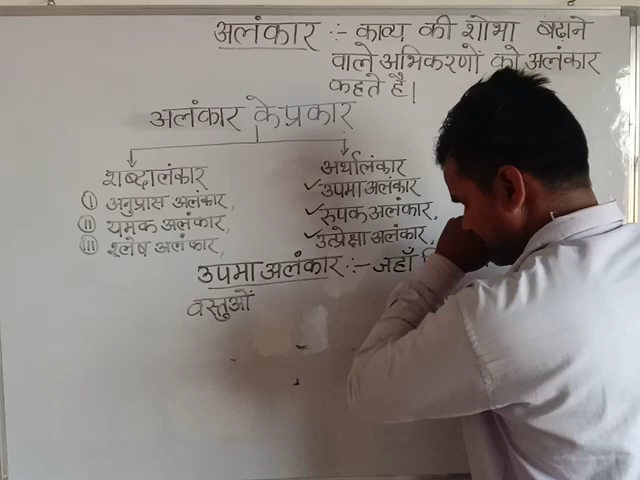 अलंकार :- काव्य की शोभा बढ़ाने
वाले अभिकरणों को अलंकार
कहते है।
अलंकार के प्रकार
शब्दालंकार
I अनुप्रास अलंकार,
II यमक अलंकार,
III श्लेष अलंकार,
अर्थालंकार
✓ उपमा अलंकार
✓ रुपक अलंकार,
✓ उत्प्रेक्षा अलंकार,
उपमा अलंकार :- जहाँ
वस्तुओं